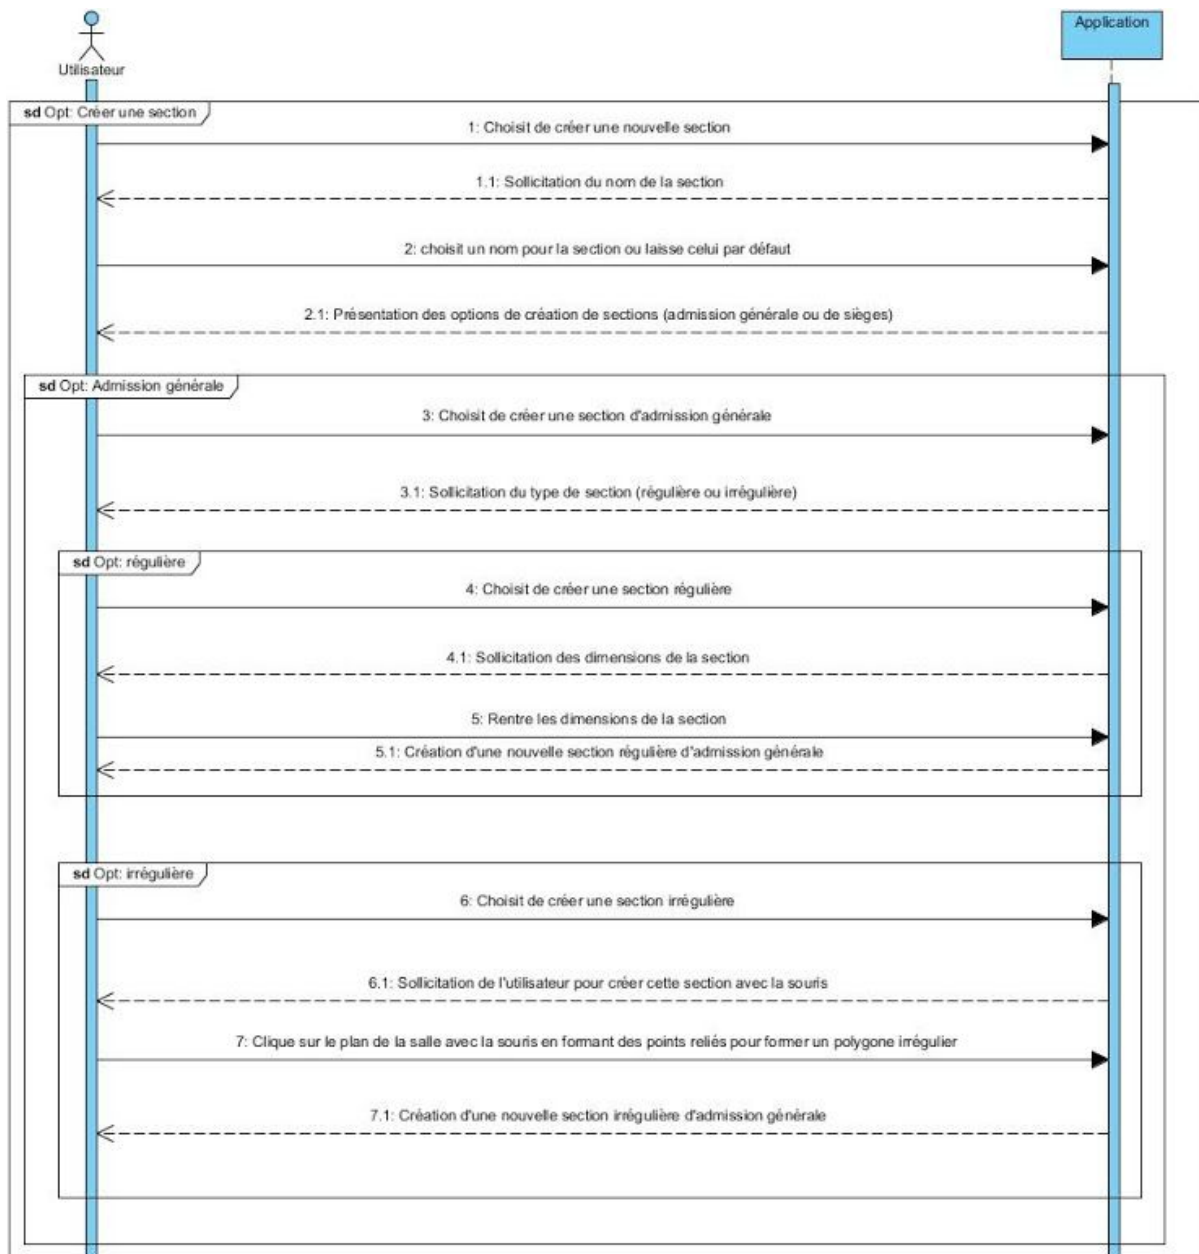 Utilisateur
Application
sd Opt: Créer une section
1: Choisit de créer une nouvelle section
1.1: Sollicitation du nom de la section
2: choisit un nom pour la section ou laisse celui par défaut
2.1: Présentation des options de création de sections (admission générale ou de sièges)
sd Opt: Admission générale
3: Choisit de créer une section d'admission générale
3.1: Sollicitation du type de section (régulière ou irrégulière)
sd Opt: régulière
4: Choisit de créer une section régulière
4.1: Sollicitation des dimensions de la section
5: Rentre les dimensions de la section
5.1: Création d'une nouvelle section régulière d'admission générale
sd Opt: irrégulière
6: Choisit de créer une section irrégulière
6.1: Sollicitation de l'utilisateur pour créer cette section avec la souris
7: Clique sur le plan de la salle avec la souris en formant des points reliés pour former un polygone irrégulier
7.1: Création d'une nouvelle section irrégulière d'admission générale